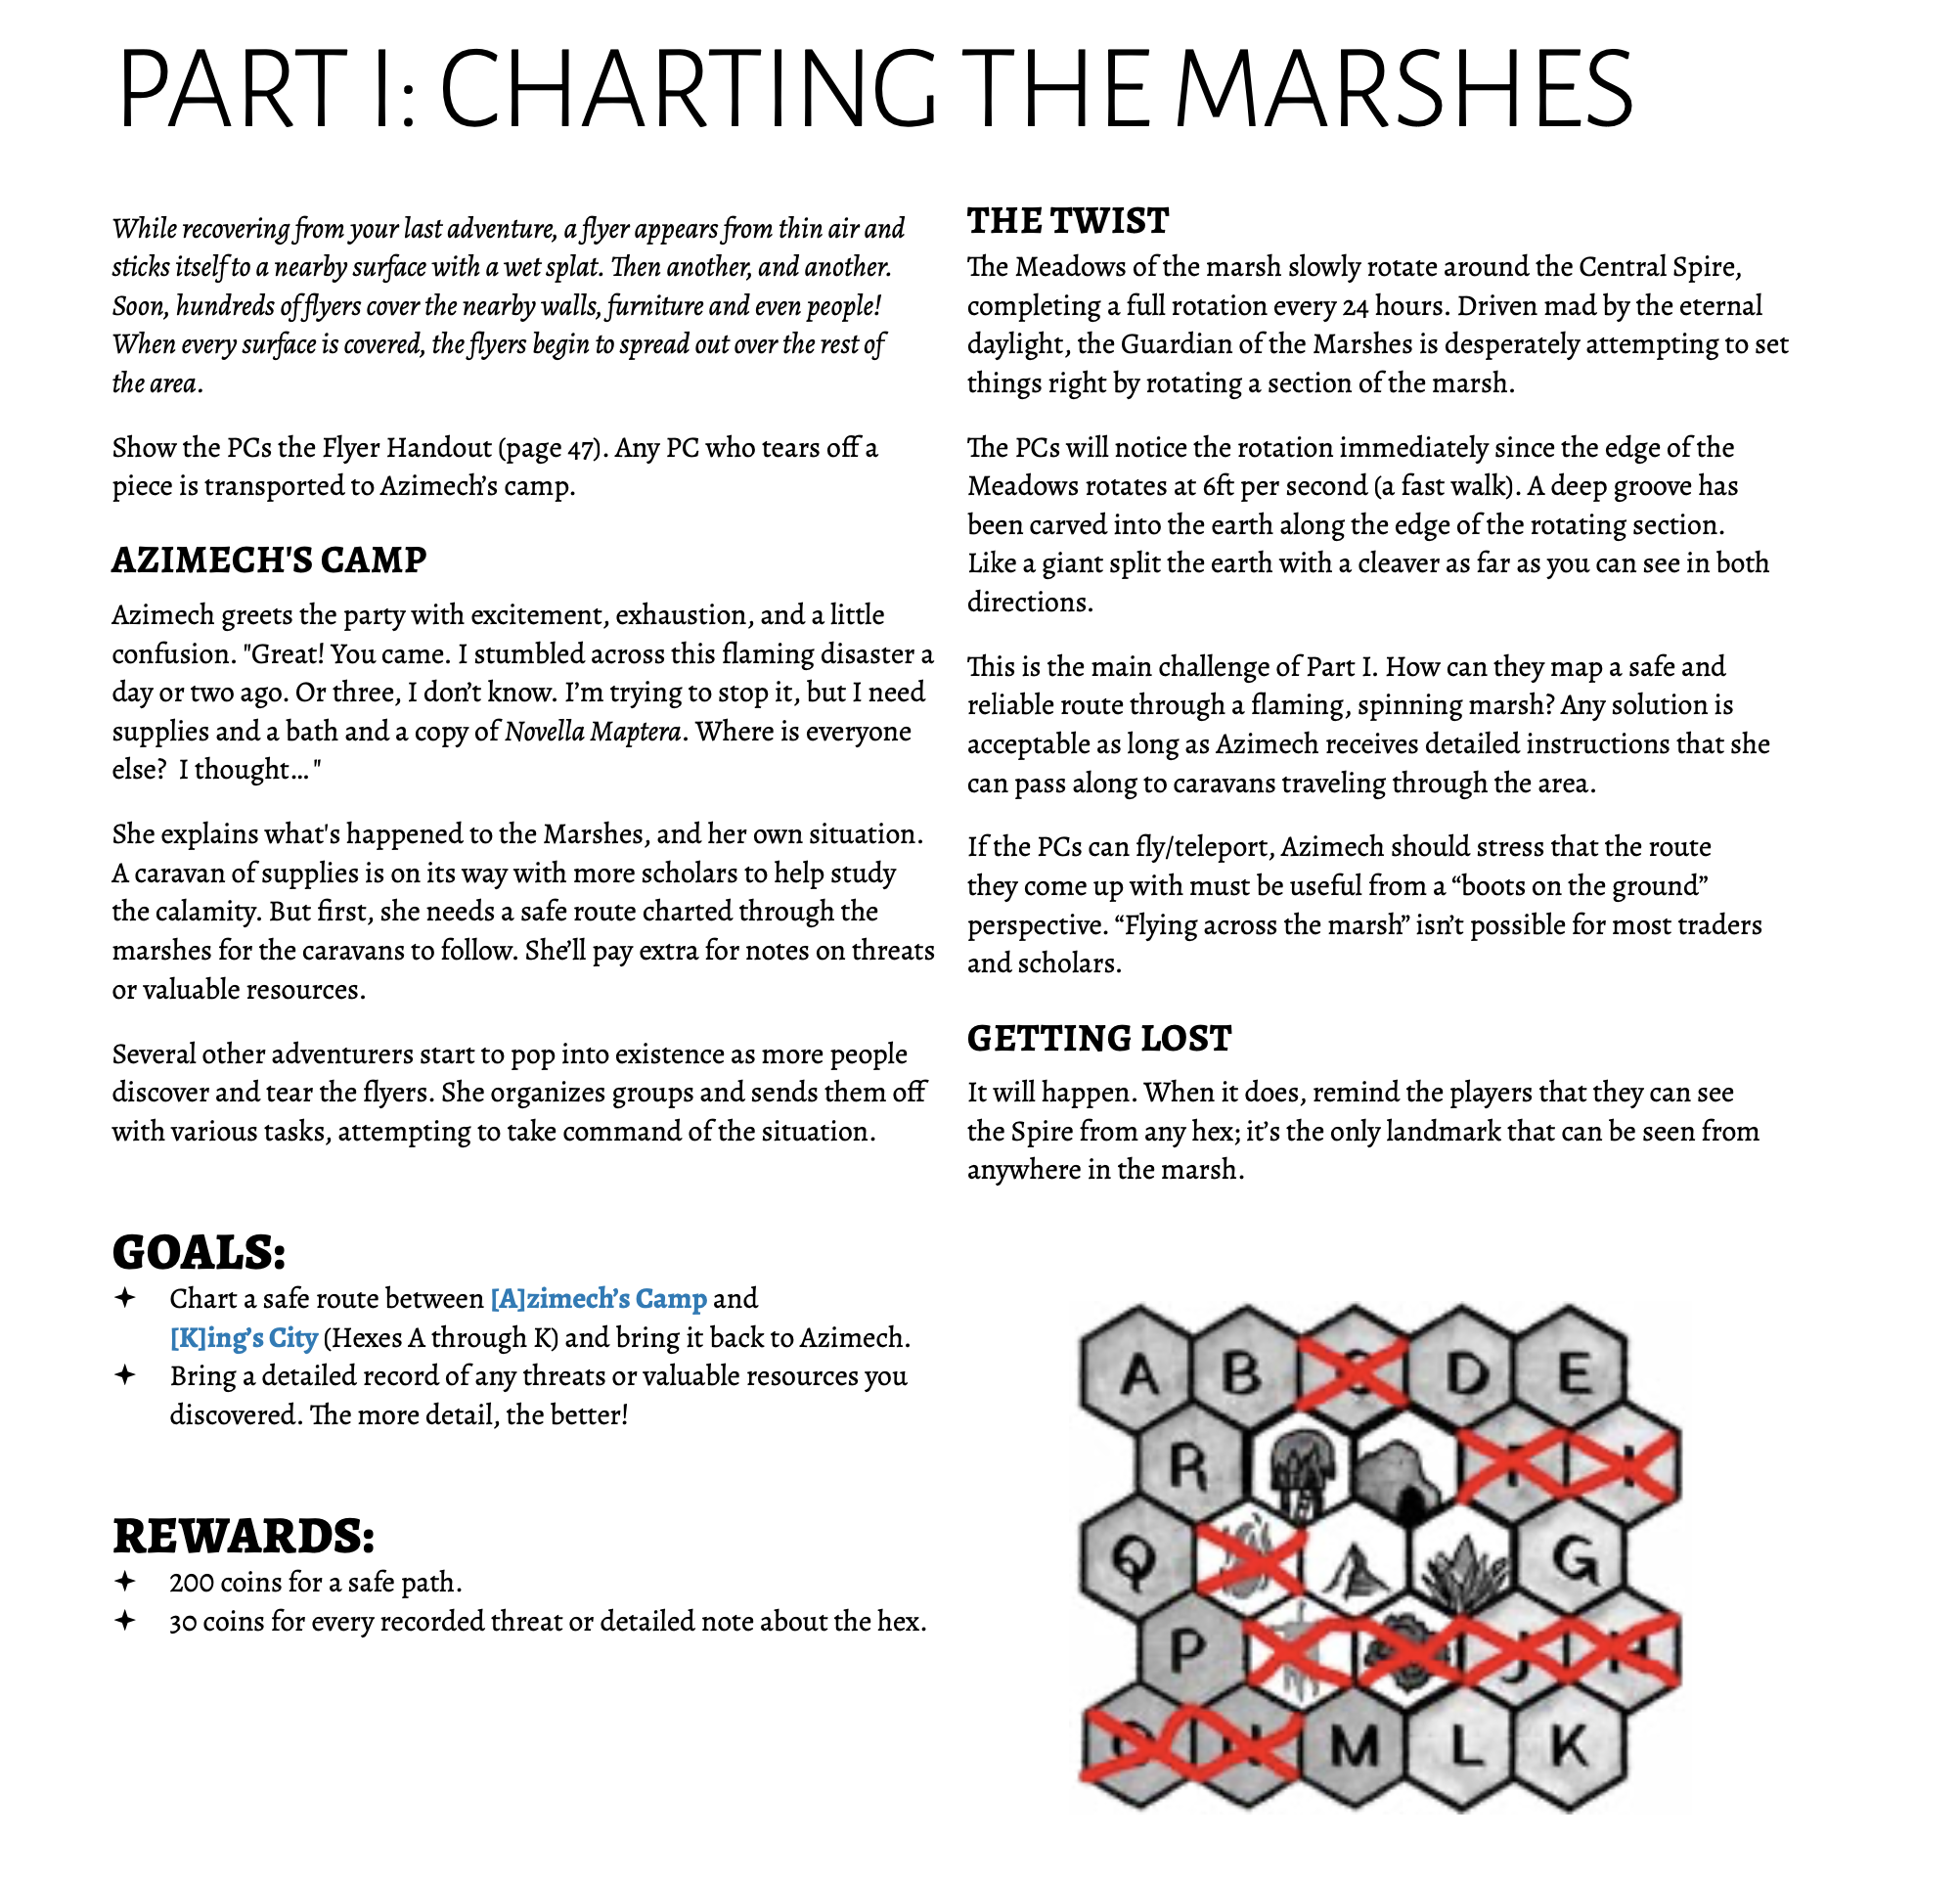 PART I: CHARTING THE MARSHES
While recovering from your last adventure, a flyer appears from thin air and
sticks itself to a nearby surface with a wet splat. Then another, and another.
Soon, hundreds of flyers cover the nearby walls, furniture and even people!
When every surface is covered, the flyers begin to spread out over the rest of
the area.
Show the PCs the Flyer Handout (page 47). Any PC who tears off a
piece is transported to Azimech’s camp.
AZIMECH'S CAMP
Azimech greets the party with excitement, exhaustion, and a little
confusion. "Great! You came. I stumbled across this flaming disaster a
day or two ago. Or three, I don’t know. I’m trying to stop it, but I need
supplies and a bath and a copy of Novella Maptera. Where is everyone
else?  I thought... "
She explains what's happened to the Marshes, and her own situation.
A caravan of supplies is on its way with more scholars to help study
the calamity. But first, she needs a safe route charted through the
marshes for the caravans to follow. She’ll pay extra for notes on threats
or valuable resources.
Several other adventurers start to pop into existence as more people
discover and tear the flyers. She organizes groups and sends them off
with various tasks, attempting to take command of the situation.
GOALS:
✦ Chart a safe route between [A]zimech’s Camp and
[K]ing’s City (Hexes A through K) and bring it back to Azimech.
✦ Bring a detailed record of any threats or valuable resources you
discovered. The more detail, the better!
REWARDS:
✦ 200 coins for a safe path.
✦ 30 coins for every recorded threat or detailed note about the hex.
THE TWIST
The Meadows of the marsh slowly rotate around the Central Spire,
completing a full rotation every 24 hours. Driven mad by the eternal
daylight, the Guardian of the Marshes is desperately attempting to set
things right by rotating a section of the marsh.
The PCs will notice the rotation immediately since the edge of the
Meadows rotates at 6ft per second (a fast walk). A deep groove has
been carved into the earth along the edge of the rotating section.
Like a giant split the earth with a cleaver as far as you can see in both
directions.
This is the main challenge of Part I. How can they map a safe and
reliable route through a flaming, spinning marsh? Any solution is
acceptable as long as Azimech receives detailed instructions that she
can pass along to caravans traveling through the area.
If the PCs can fly/teleport, Azimech should stress that the route
they come up with must be useful from a “boots on the ground”
perspective. “Flying across the marsh” isn’t possible for most traders
and scholars.
GETTING LOST
It will happen. When it does, remind the players that they can see
the Spire from any hex; it’s the only landmark that can be seen from
anywhere in the marsh.
A B D E
R
Q G
P J
M L K